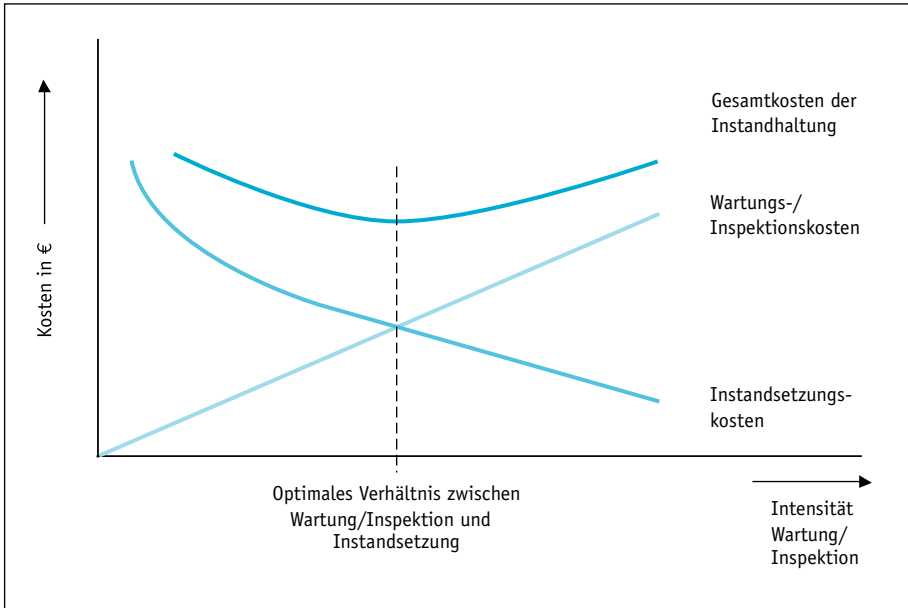 Kosten in €
Gesamtkosten der
Instandhaltung
Wartungs-/
Inspektionskosten
Instandsetzungs-
kosten
Optimales Verhältnis zwischen
Wartung/Inspektion und
Instandsetzung
Intensität
Wartung/
Inspektion